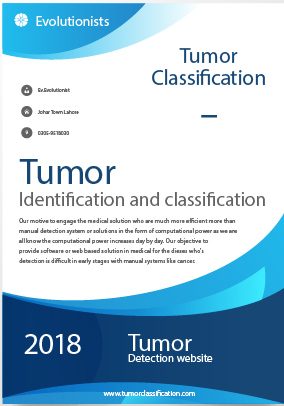 Evolutionists
Tumor
Classification
Ev.Evolutionist
Johar Town Lahore
0305-9518030
Tumor
Identification and classification
Our motive to engage the medical solution who are much more efficient more than
manual detection system or solutions in the form of computational power as we are
all know the computational power increases day by day. Our objective to
provide software or web based solution in medical for the dieses who's
detection is difficult in early stages with manual systems like cancer.
2018
Tumor
Detection website
www.tumorclassification.com